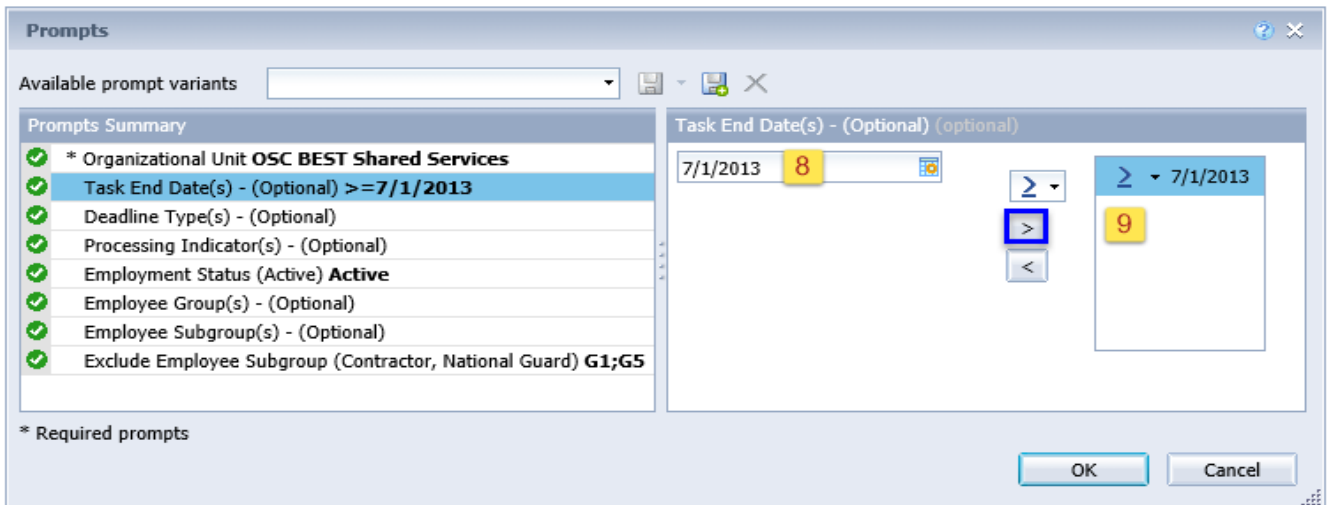 Prompts
Available prompt variants
Prompts Summary
* Organizational Unit OSC BEST Shared Services
Task End Date(s) - (Optional) >=7/1/2013
Deadline Type(s) - (Optional)
Processing Indicator(s) - (Optional)
Employment Status (Active) Active
Employee Group(s) - (Optional)
Employee Subgroup(s) - (Optional)
Exclude Employee Subgroup (Contractor, National Guard) G1;G5
Task End Date(s) - (Optional) (optional)
7/1/2013 8
≥
>
<
≥ 7/1/2013
9
* Required prompts
OK Cancel